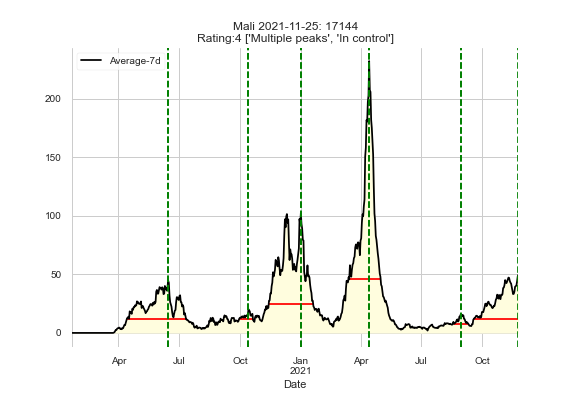 Mali 2021-11-25: 17144
Rating:4 ['Multiple peaks', 'In control']
Average-7d
200
150
100
50
0
Apr Jul Oct Jan Apr Jul Oct
2021
Date